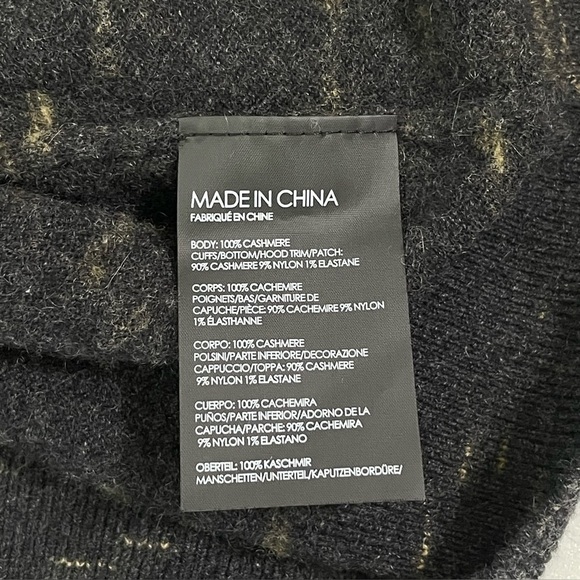 MADE IN CHINA
FABRIQUÉ EN CHINE
BODY: 100% CASHMERE
CUFFS/BOTTOM/HOOD TRIM/PATCH:
90% CASHMERE 9% NYLON 1% ELASTANE
CORPS: 100% CACHEMIRE
POIGNETS/BAS/GARNITURE DE
CAPUCHE/PIÈCE: 90% CACHEMIRE 9% NYLON
1% ÉLASTHANNE
CORPO: 100% CASHMERE
POLSINI/PARTE INFERIORE/DECORAZIONE
CAPPUCCIO/TOPPA: 90% CASHMERE
9% NYLON 1% ELASTANE
CUERPO: 100% CACHEMIRA
PUÑOS/PARTE INFERIOR/ADORNO DE LA
CAPUCHA/PARCHE: 90% CACHEMIRA
9% NYLON 1% ELASTANO
OBERTEIL: 100% KASCHMIR
MANSCHETTEN/UNTERTEIL/KAPUTZENBORDÜRE/